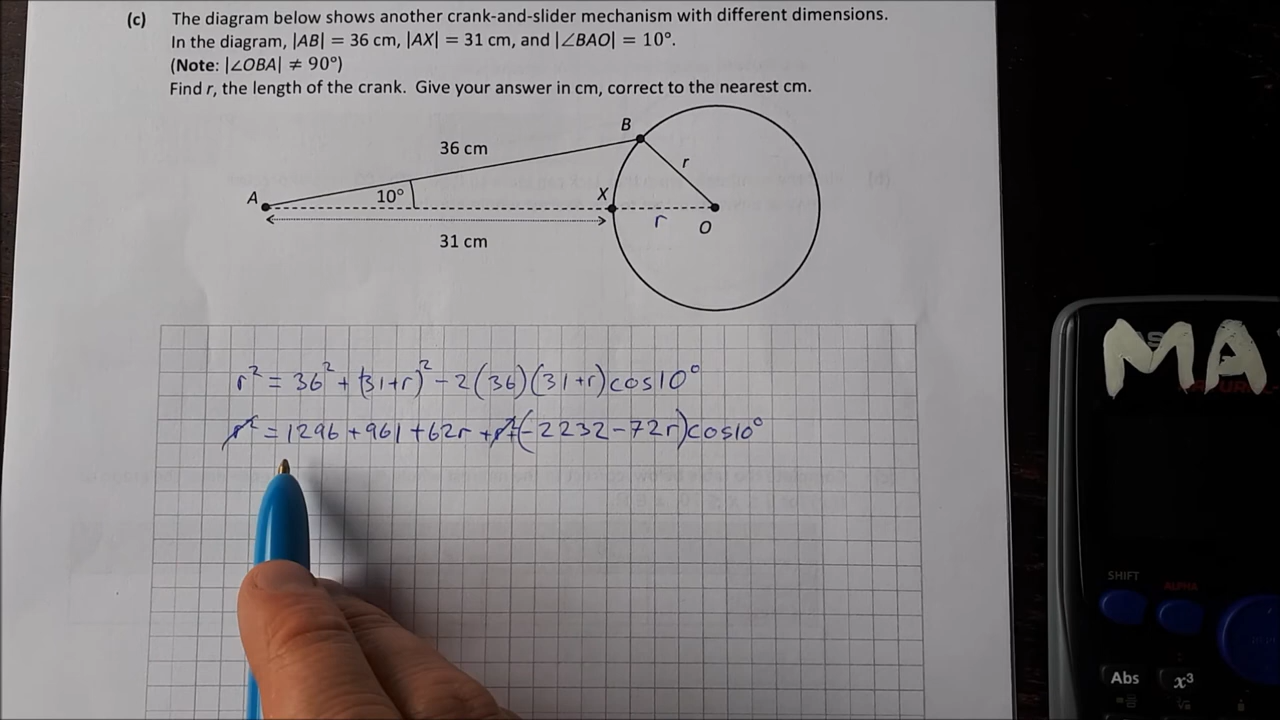 (c) The diagram below shows another crank-and-slider mechanism with different dimensions.
In the diagram, |AB| = 36 cm, |AX| = 31 cm, and |∠BAO| = 10°.
(Note: |∠OBA| ≠ 90°)
Find r, the length of the crank. Give your answer in cm, correct to the nearest cm.
B
36 cm
r
A
10°
X
r
O
31 cm
r² = 36² + (31+r)² - 2(36)(31+r)cos10°
r² = 1296 + 961 + 62r + r² + (-2232 - 72r)cos10°
MA
SHIFT
ALPHA
Abs
x³